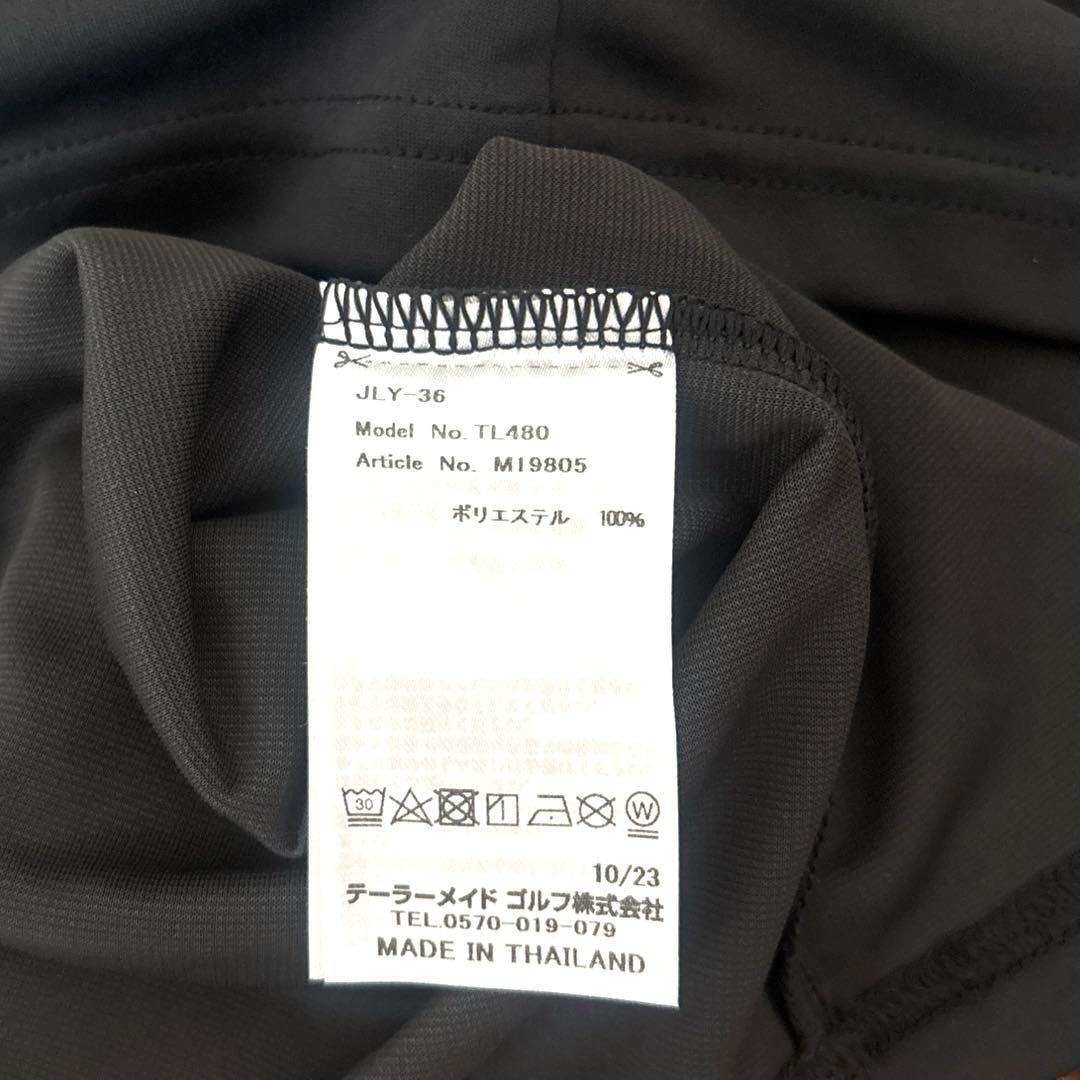 JLY-36
Model No. TL480
Article No. M19805
ポリエステル 100%
30
W
10/23
テーラーメイド ゴルフ株式会社
TEL.0570-019-079
MADE IN THAILAND